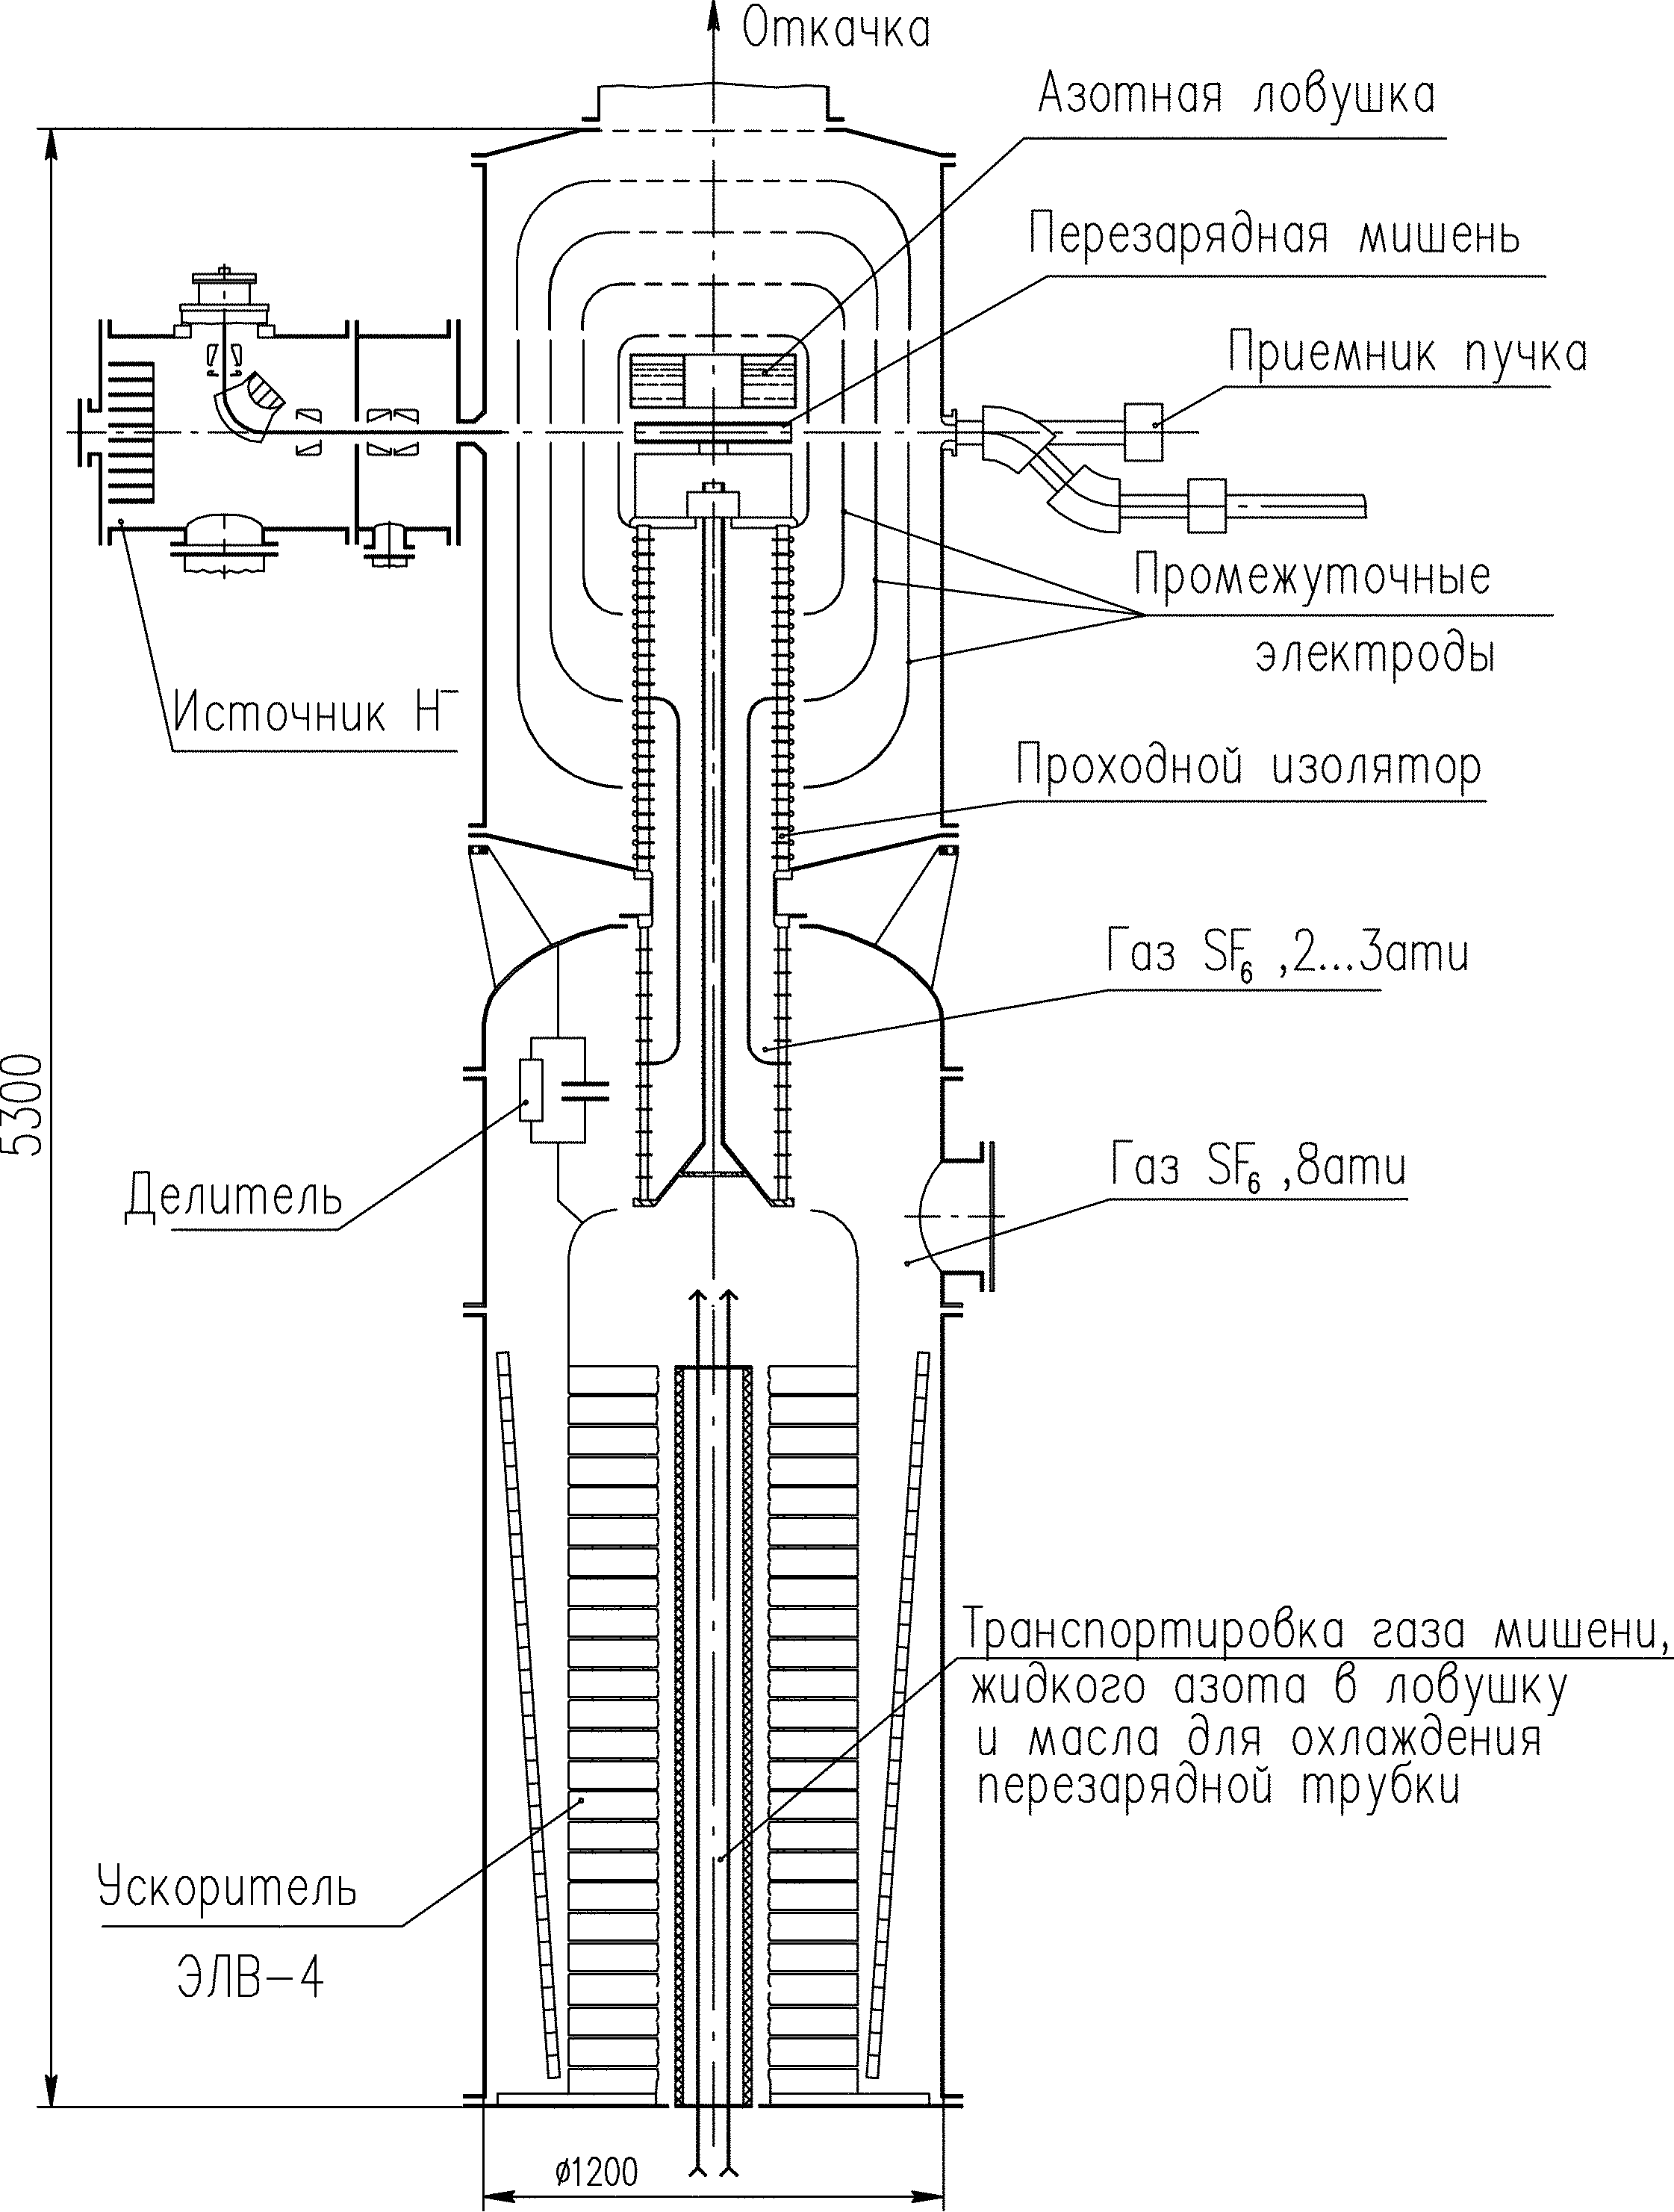 Откачка
Азотная ловушка
Перезарядная мишень
Приемник пучка
Промежуточные
электроды
Источник H⁻
Проходной изолятор
Газ SF₆ ,2...3ати
5300
Делитель
Газ SF₆ ,8ати
Транспортировка газа мишени,
жидкого азота в ловушку
и масла для охлаждения
перезарядной трубки
Ускоритель
ЭЛВ-4
⌀1200